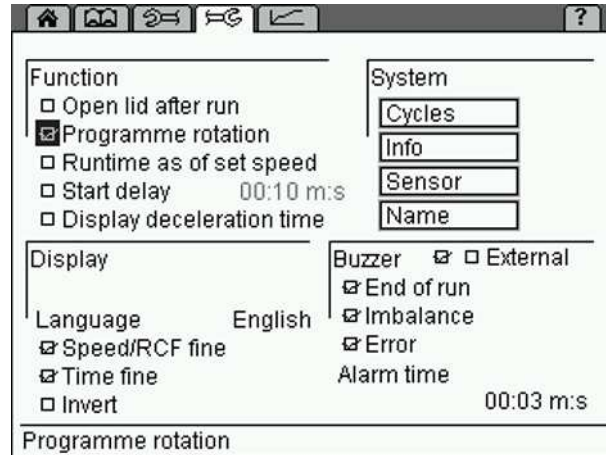 ?
Function
Open lid after run
Programme rotation
Runtime as of set speed
Start delay 00:10 m:s
Display deceleration time
System
Cycles
Info
Sensor
Name
Display
Language English
Speed/RCF fine
Time fine
Invert
Buzzer External
End of run
Imbalance
Error
Alarm time
00:03 m:s
Programme rotation